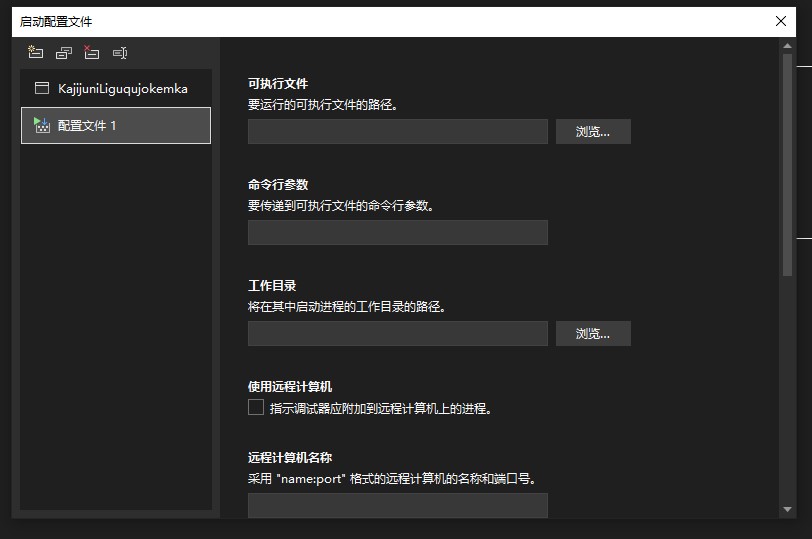 启动配置文件
KajijuniLiguqujokemka
配置文件 1
可执行文件
要运行的可执行文件的路径。
浏览...
命令行参数
要传递到可执行文件的命令行参数。
工作目录
将在其中启动进程的工作目录的路径。
浏览...
使用远程计算机
指示调试器应附加到远程计算机上的进程。
远程计算机名称
采用 "name:port" 格式的远程计算机的名称和端口号。